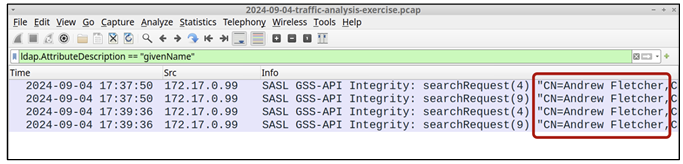 2024-09-04-traffic-analysis-exercise.pcap
File Edit View Go Capture Analyze Statistics Telephony Wireless Tools Help
ldap.AttributeDescription == "givenName"
Time Src Info
2024-09-04 17:37:50 172.17.0.99 SASL GSS-API Integrity: searchRequest(4) "CN=Andrew Fletcher,C
2024-09-04 17:37:50 172.17.0.99 SASL GSS-API Integrity: searchRequest(9) "CN=Andrew Fletcher,C
2024-09-04 17:39:36 172.17.0.99 SASL GSS-API Integrity: searchRequest(4) "CN=Andrew Fletcher,C
2024-09-04 17:39:36 172.17.0.99 SASL GSS-API Integrity: searchRequest(9) "CN=Andrew Fletcher,C